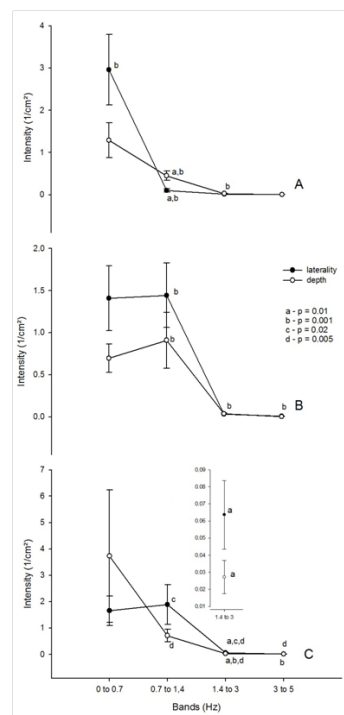 4
3
2
1
0
Intensity (1/cm²)
b
a,b
a,b
b
A
2.0
1.5
1.0
0.5
0.0
Intensity (1/cm²)
b
b
b
b
B
laterality
depth
a - p = 0.01
b - p = 0.001
c - p = 0.02
d - p = 0.005
7
6
5
4
3
2
1
0
Intensity (1/cm²)
c
d
a,c,d
a,b,d
d
b
C
0.09
0.08
0.07
0.06
0.05
0.04
0.03
0.02
0.01
a
a
1.4 to 3
0 to 0.7
0.7 to 1,4
1.4 to 3
3 to 5
Bands (Hz)